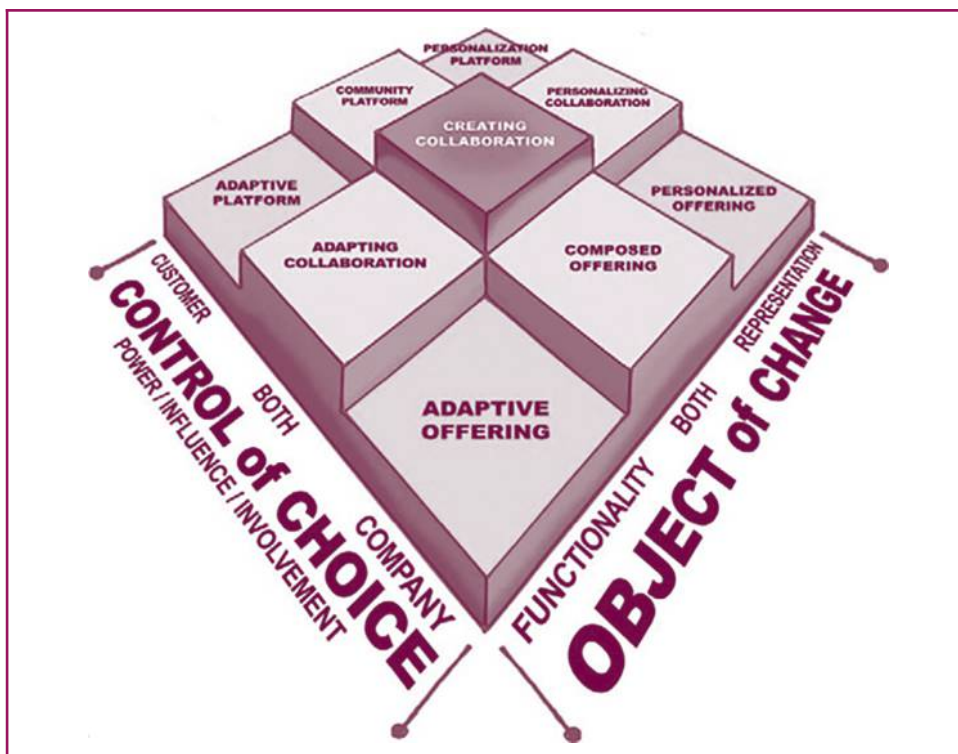 PERSONALIZATION
PLATFORM
COMMUNITY
PLATFORM
PERSONALIZING
COLLABORATION
CREATING
COLLABORATION
ADAPTIVE
PLATFORM
PERSONALIZED
OFFERING
ADAPTING
COLLABORATION
COMPOSED
OFFERING
ADAPTIVE
OFFERING
CUSTOMER
BOTH
COMPANY
CONTROL of CHOICE
POWER / INFLUENCE / INVOLVEMENT
FUNCTIONALITY
BOTH
REPRESENTATION
OBJECT of CHANGE